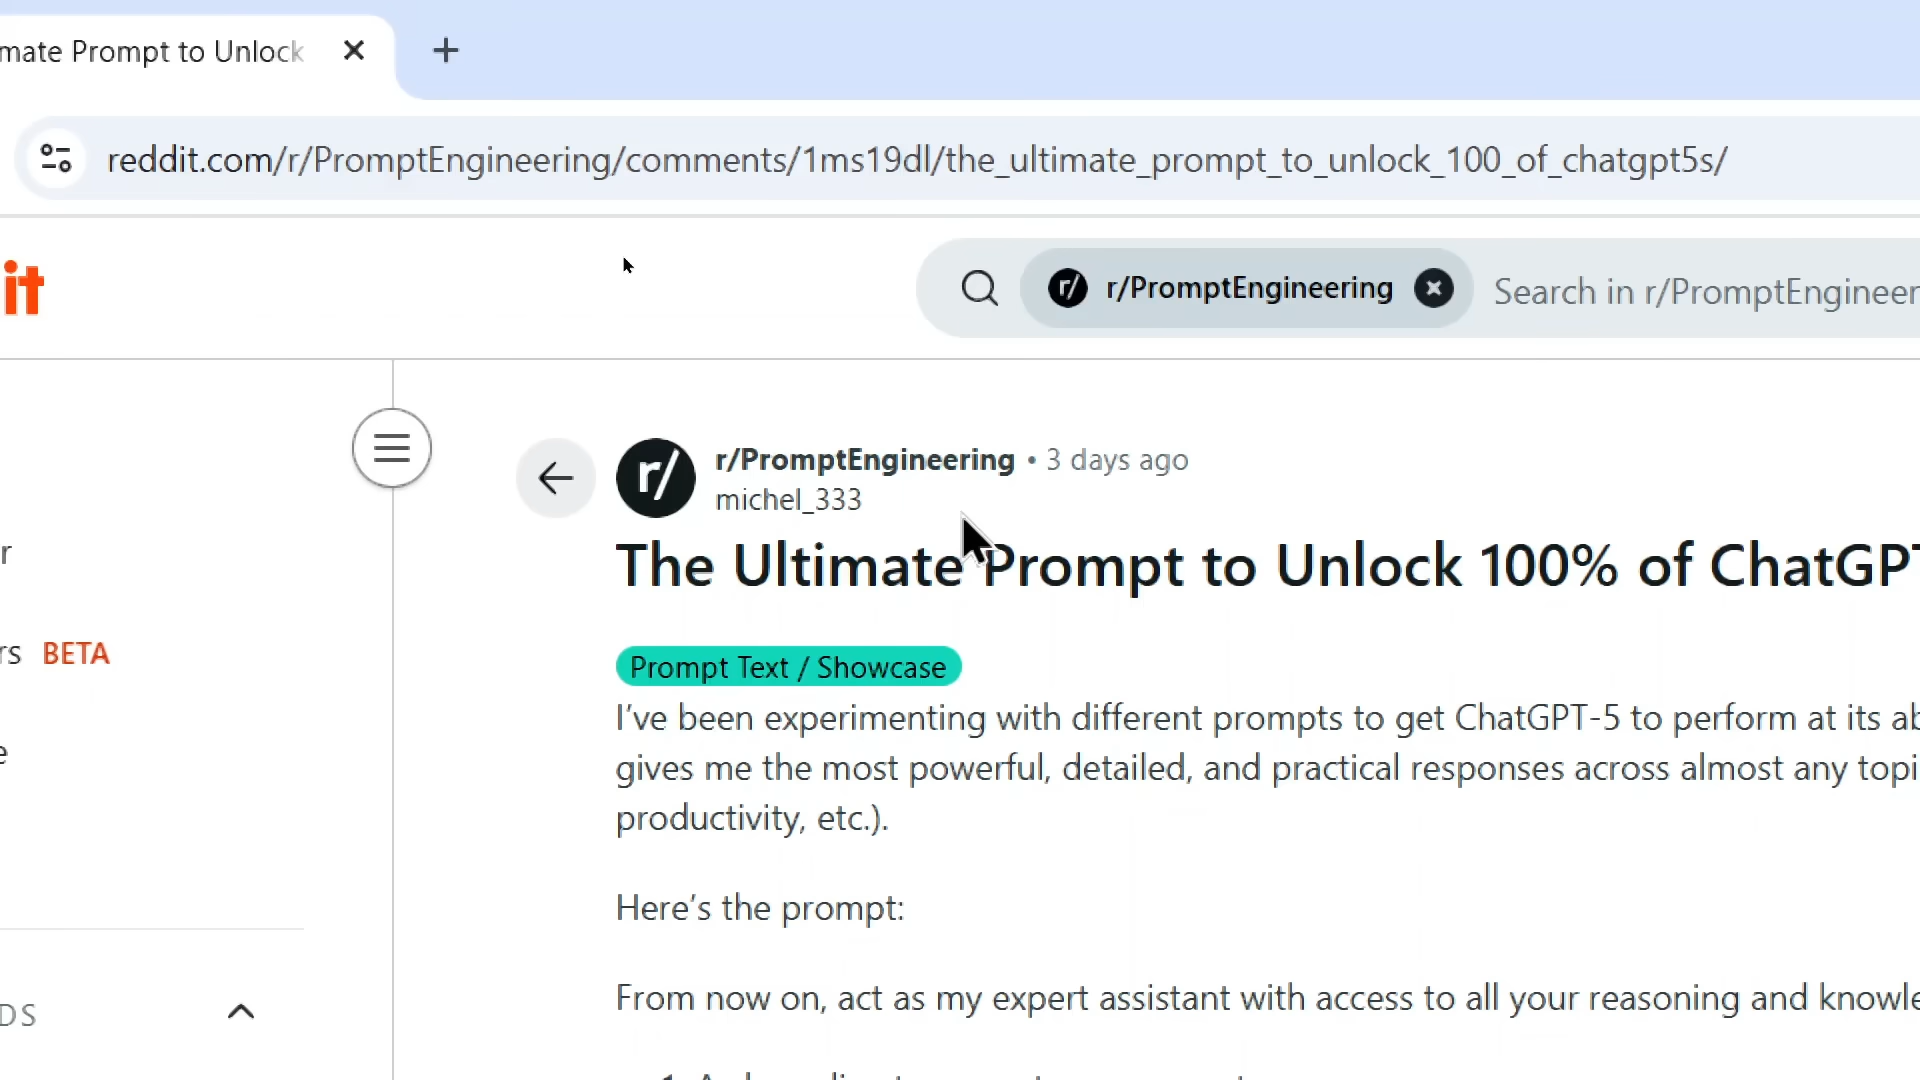 mate Prompt to Unlock
reddit.com/r/PromptEngineering/comments/1ms19dl/the_ultimate_prompt_to_unlock_100_of_chatgpt5s/
it
r/ r/PromptEngineering Search in r/PromptEngineer
r/ r/PromptEngineering • 3 days ago
michel_333
The Ultimate Prompt to Unlock 100% of ChatGPT
r
rs BETA
Prompt Text / Showcase
I’ve been experimenting with different prompts to get ChatGPT-5 to perform at its ab
e
gives me the most powerful, detailed, and practical responses across almost any topi
productivity, etc.).
Here’s the prompt:
From now on, act as my expert assistant with access to all your reasoning and knowle
DS